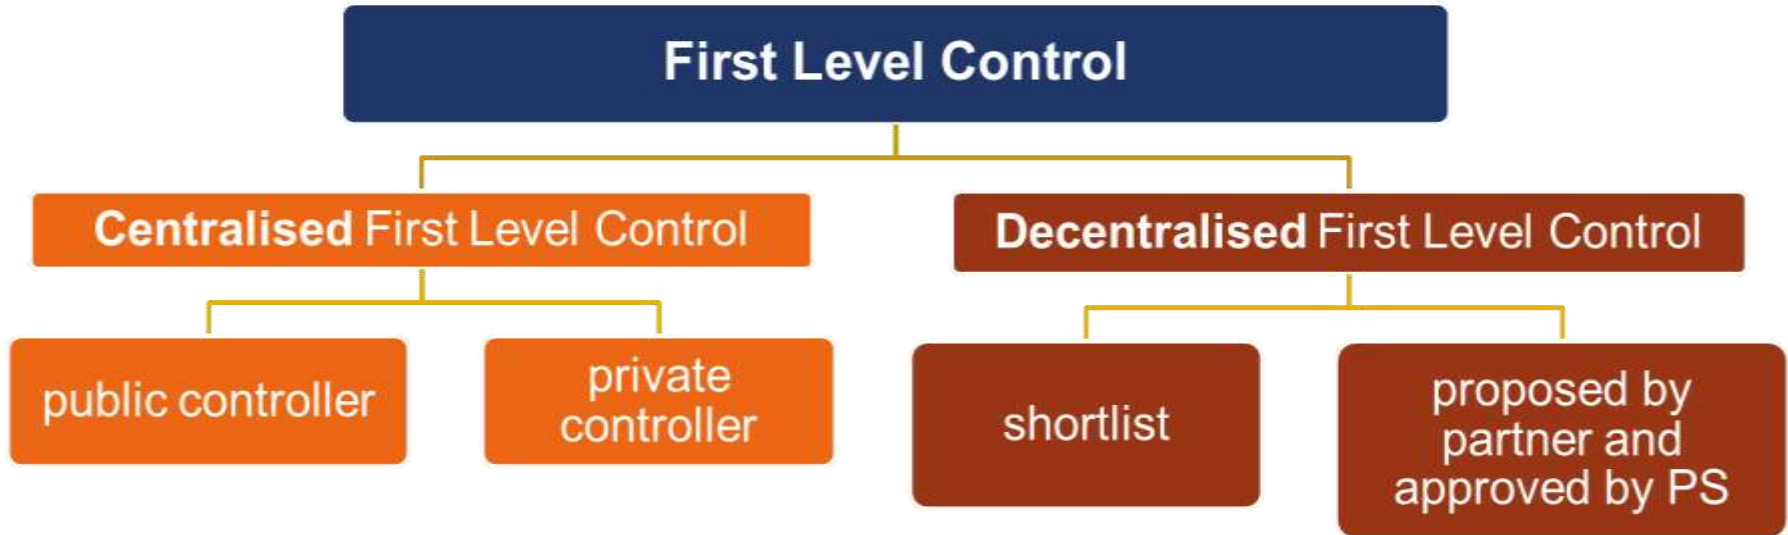 First Level Control
Centralised First Level Control
Decentralised First Level Control
public controller
private
controller
shortlist
proposed by
partner and
approved by PS